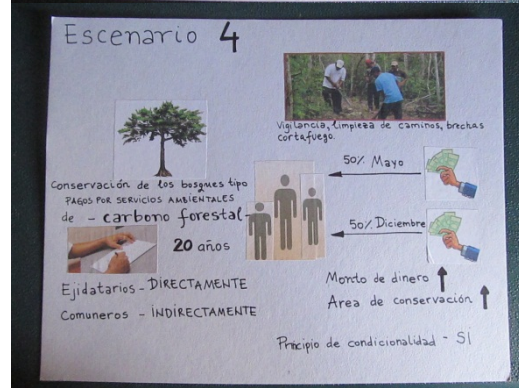 Escenario 4
Vigilancia, limpieza de caminos, brechas
cortafuego.
Conservación de los bosques tipo
PAGOS POR SERVICIOS AMBIENTALES
de - carbono forestal-
20 años
Ejidatarios - DIRECTAMENTE
Comuneros - INDIRECTAMENTE
50% Mayo
50% Diciembre
Monto de dinero ↑
Area de conservación ↑
Principio de condicionalidad - SI